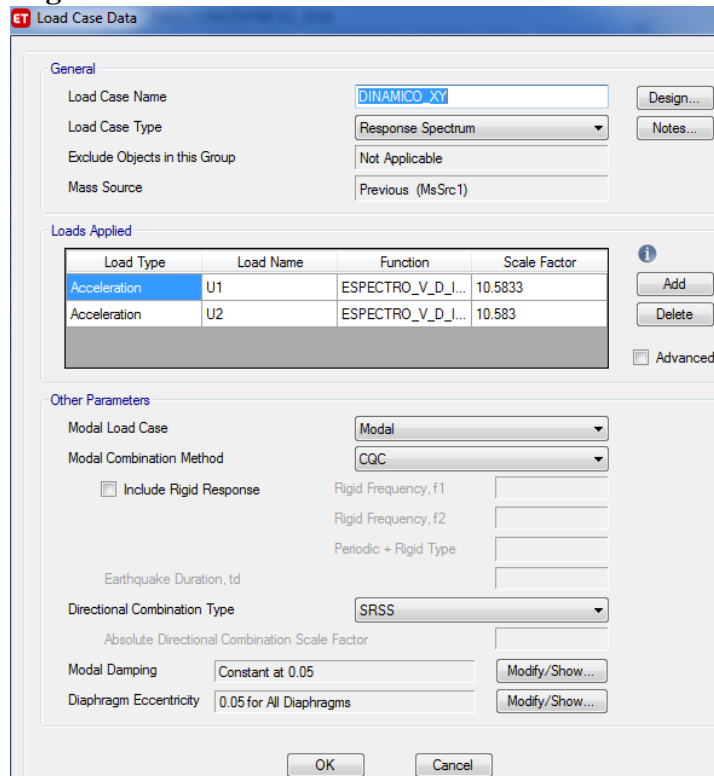 ET Load Case Data
General
Load Case Name DINAMICO_XY Design...
Load Case Type Response Spectrum Notes...
Exclude Objects in this Group Not Applicable
Mass Source Previous (MsSrc1)
Loads Applied
Load Type Load Name Function Scale Factor
Acceleration U1 ESPECTRO_V_D_I... 10.5833 Add
Acceleration U2 ESPECTRO_V_D_I... 10.583 Delete
Advanced
Other Parameters
Modal Load Case Modal
Modal Combination Method CQC
Include Rigid Response Rigid Frequency, f1
Rigid Frequency, f2
Periodic + Rigid Type
Earthquake Duration, td
Directional Combination Type SRSS
Absolute Directional Combination Scale Factor
Modal Damping Constant at 0.05 Modify/Show...
Diaphragm Eccentricity 0.05 for All Diaphragms Modify/Show...
OK Cancel